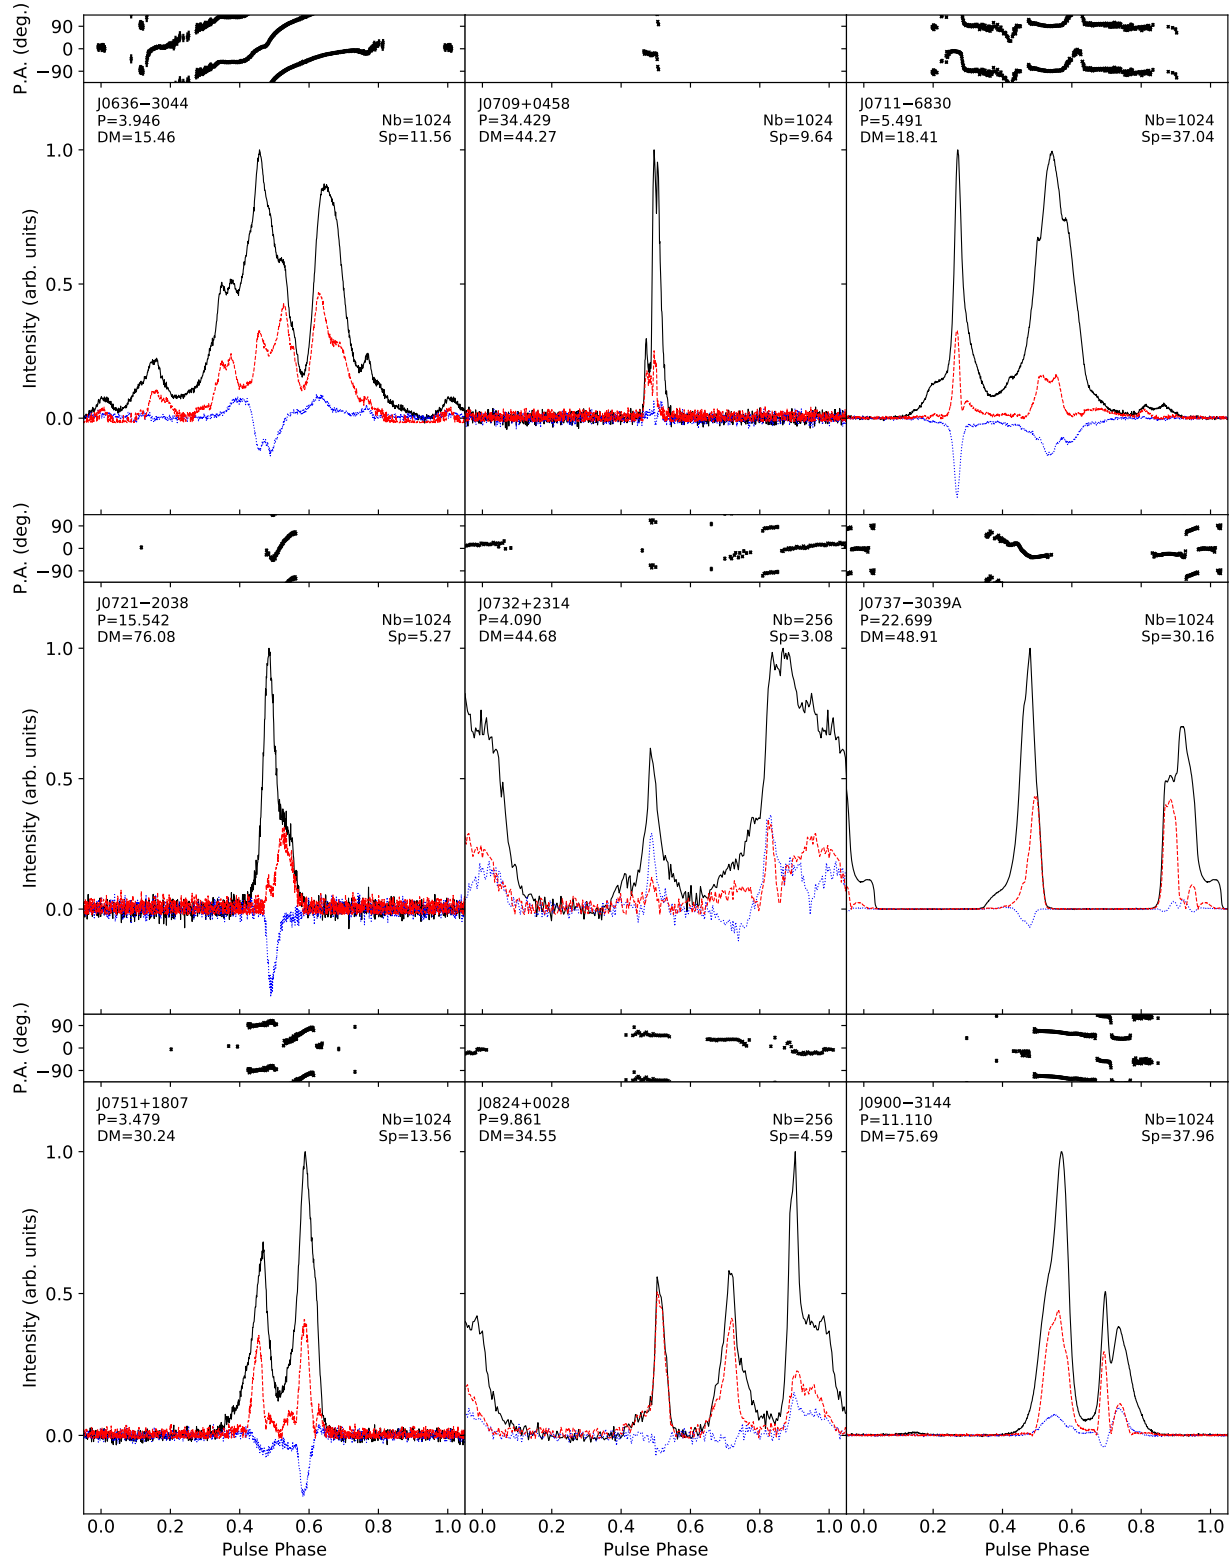 P.A. (deg.)
90
0
−90
J0636−3044
P=3.946
DM=15.46
Nb=1024
Sp=11.56
J0709+0458
P=34.429
DM=44.27
Nb=1024
Sp=9.64
J0711−6830
P=5.491
DM=18.41
Nb=1024
Sp=37.04
Intensity (arb. units)
1.0
0.5
0.0
P.A. (deg.)
90
0
−90
J0721−2038
P=15.542
DM=76.08
Nb=1024
Sp=5.27
J0732+2314
P=4.090
DM=44.68
Nb=256
Sp=3.08
J0737−3039A
P=22.699
DM=48.91
Nb=1024
Sp=30.16
Intensity (arb. units)
1.0
0.5
0.0
P.A. (deg.)
90
0
−90
J0751+1807
P=3.479
DM=30.24
Nb=1024
Sp=13.56
J0824+0028
P=9.861
DM=34.55
Nb=256
Sp=4.59
J0900−3144
P=11.110
DM=75.69
Nb=1024
Sp=37.96
Intensity (arb. units)
1.0
0.5
0.0
0.0 0.2 0.4 0.6 0.8 1.0
0.0 0.2 0.4 0.6 0.8 1.0
0.0 0.2 0.4 0.6 0.8 1.0
Pulse Phase
Pulse Phase
Pulse Phase